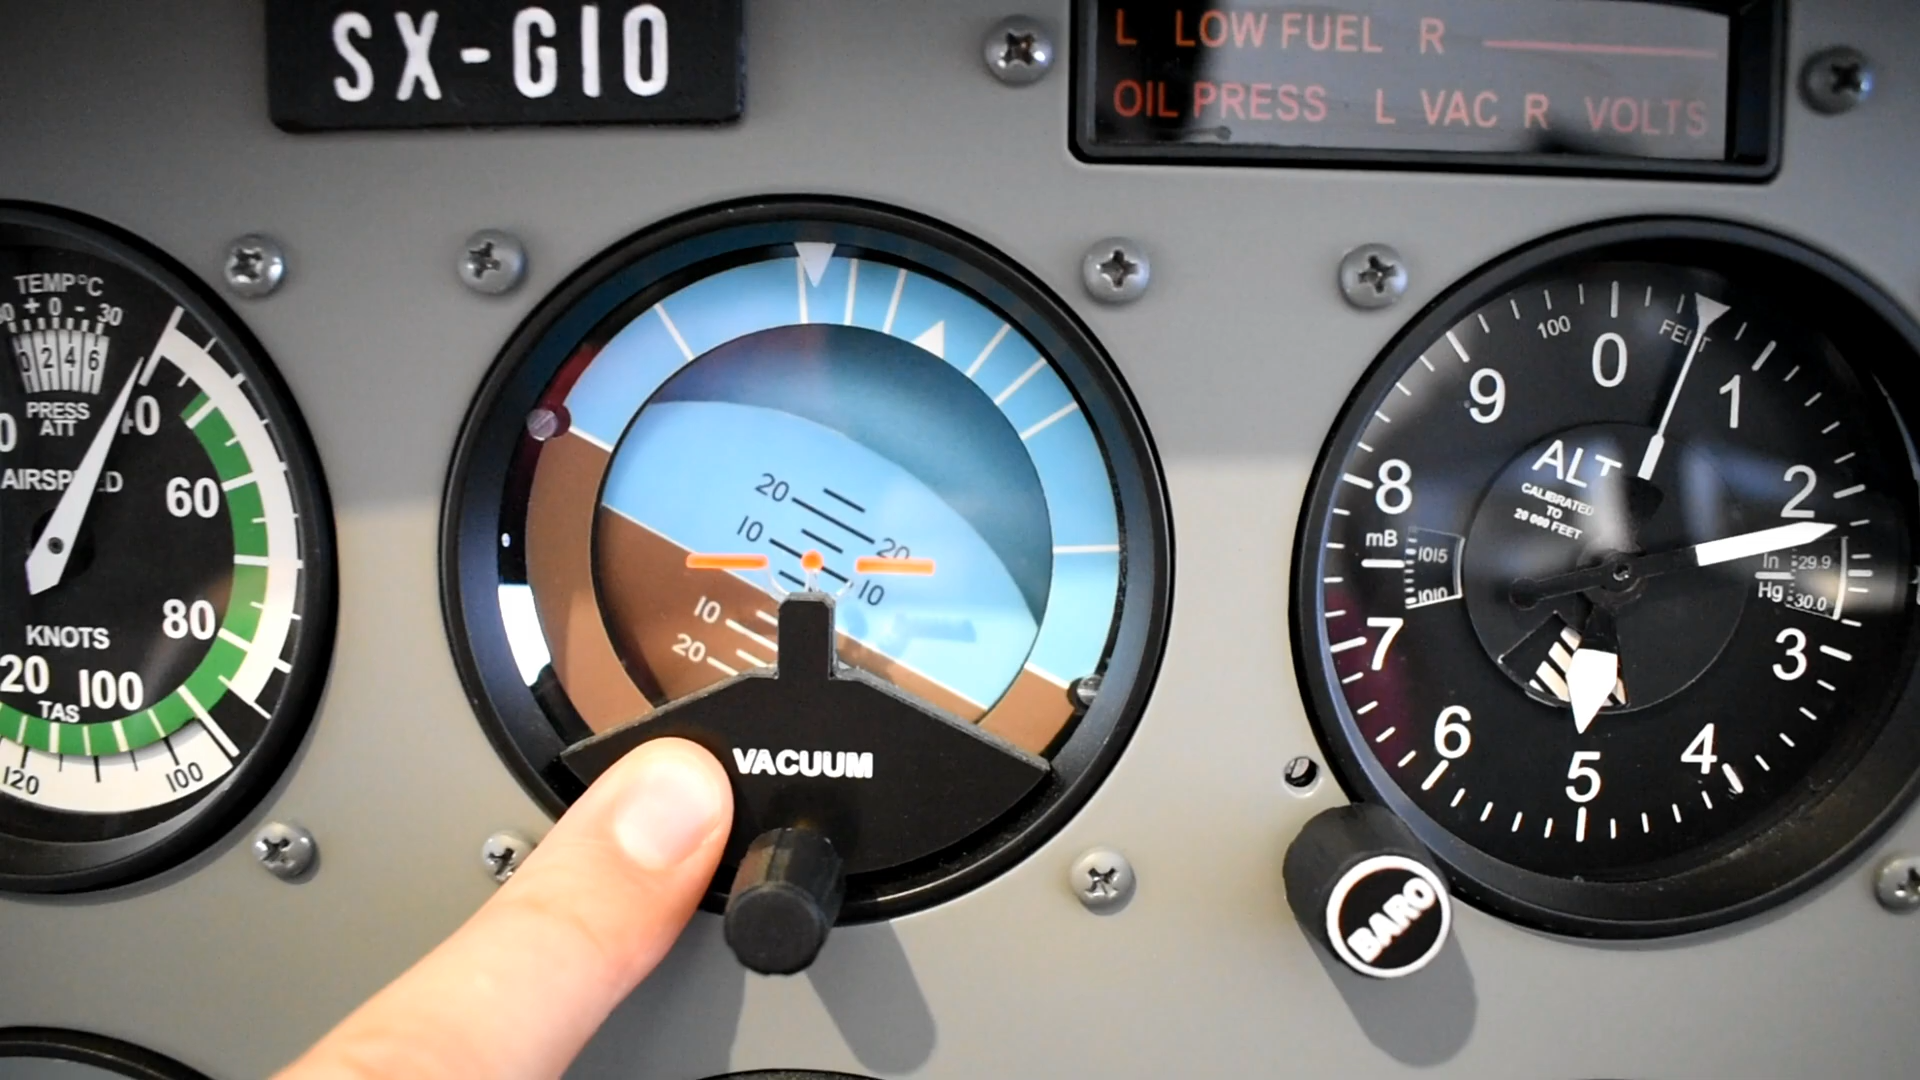 SX-GIO
L LOW FUEL R
OIL PRESS L VAC R VOLTS
TEMP°C
+ 0 - 30
0 2 4 6
PRESS
ATT
40
60
80
KNOTS
100
TAS
120
100
20
10
20
10
10
20
VACUUM
100
FEET
0
1
2
3
4
5
6
7
8
9
ALT
CALIBRATED
TO
20 000 FEET
mB
1015
1010
In
Hg
29.9
30.0
BARO